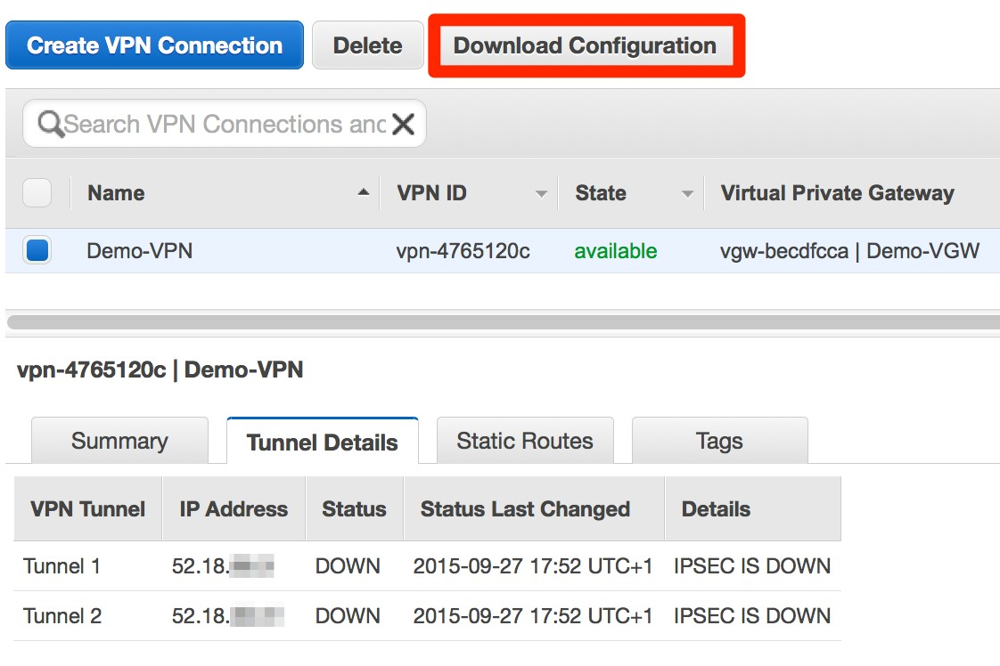 Create VPN Connection Delete Download Configuration
Search VPN Connections and
Name VPN ID State Virtual Private Gateway
Demo-VPN vpn-4765120c available vgw-becdfcca | Demo-VGW
vpn-4765120c | Demo-VPN
Summary Tunnel Details Static Routes Tags
VPN Tunnel IP Address Status Status Last Changed Details
Tunnel 1 52.18. DOWN 2015-09-27 17:52 UTC+1 IPSEC IS DOWN
Tunnel 2 52.18. DOWN 2015-09-27 17:52 UTC+1 IPSEC IS DOWN